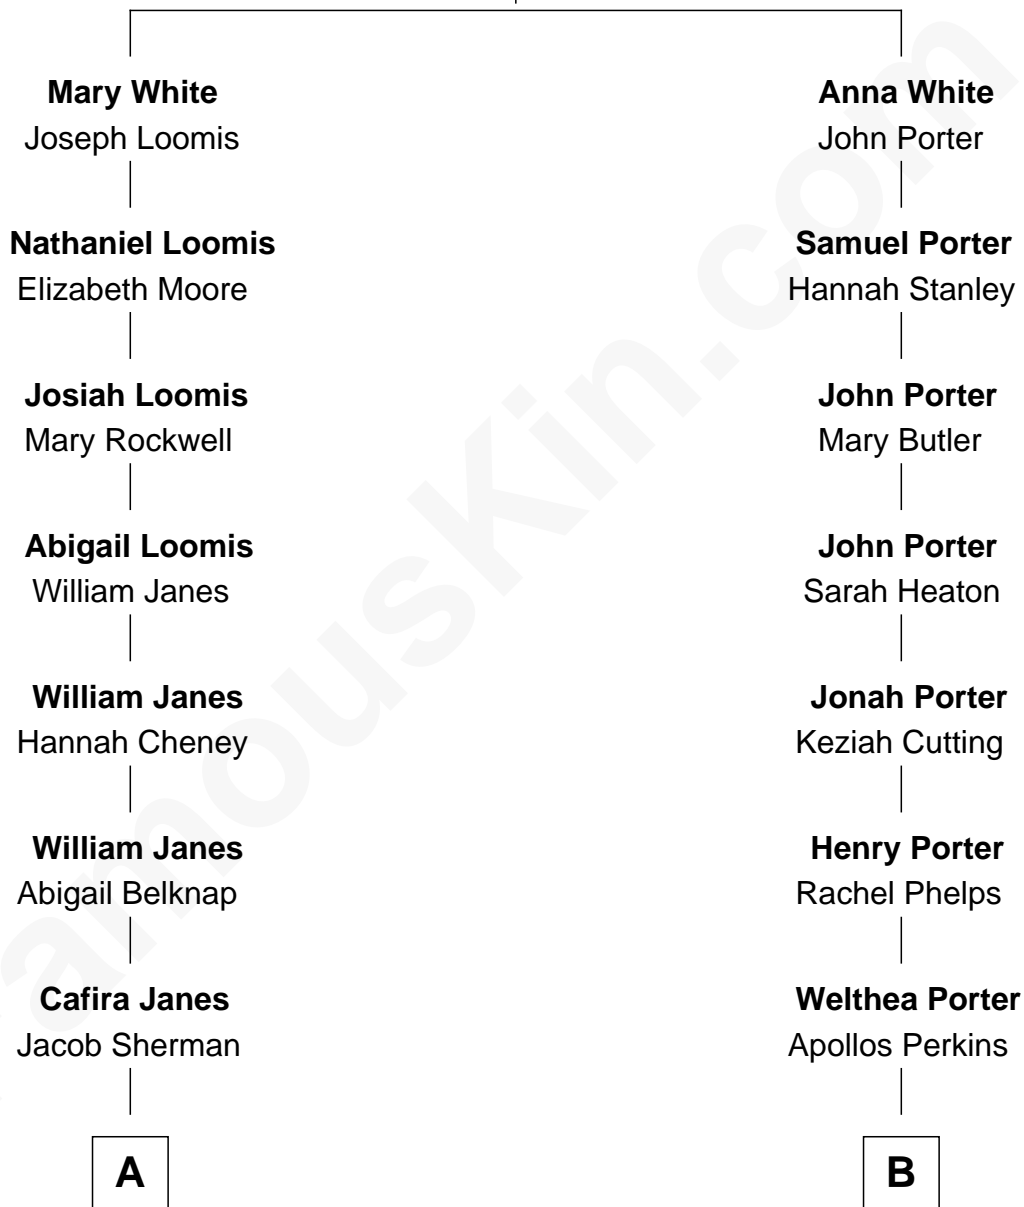 Mary White
Joseph Loomis
Nathaniel Loomis
Elizabeth Moore
Josiah Loomis
Mary Rockwell
Abigail Loomis
William Janes
William Janes
Hannah Cheney
William Janes
Abigail Belknap
Cafira Janes
Jacob Sherman
A
Anna White
John Porter
Samuel Porter
Hannah Stanley
John Porter
Mary Butler
John Porter
Sarah Heaton
Jonah Porter
Keziah Cutting
Henry Porter
Rachel Phelps
Welthea Porter
Apollos Perkins
B
amouskin.com